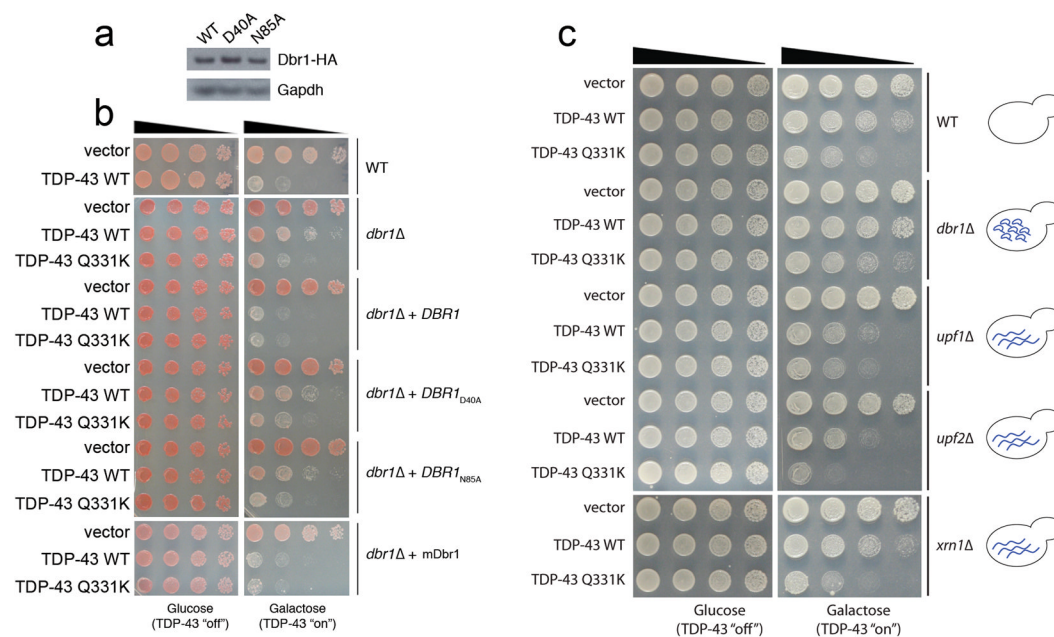 a
WT D40A N85A
Dbr1-HA
Gapdh
b
vector
TDP-43 WT
WT
vector
TDP-43 WT
TDP-43 Q331K
dbr1Δ
vector
TDP-43 WT
TDP-43 Q331K
dbr1Δ + DBR1
vector
TDP-43 WT
TDP-43 Q331K
dbr1Δ + DBR1D40A
vector
TDP-43 WT
TDP-43 Q331K
dbr1Δ + DBR1N85A
vector
TDP-43 WT
TDP-43 Q331K
dbr1Δ + mDbr1
Glucose
(TDP-43 “off”)
Galactose
(TDP-43 “on”)
c
vector
TDP-43 WT
TDP-43 Q331K
WT
vector
TDP-43 WT
TDP-43 Q331K
dbr1Δ
vector
TDP-43 WT
TDP-43 Q331K
upf1Δ
vector
TDP-43 WT
TDP-43 Q331K
upf2Δ
vector
TDP-43 WT
TDP-43 Q331K
xrn1Δ
Glucose
(TDP-43 “off”)
Galactose
(TDP-43 “on”)